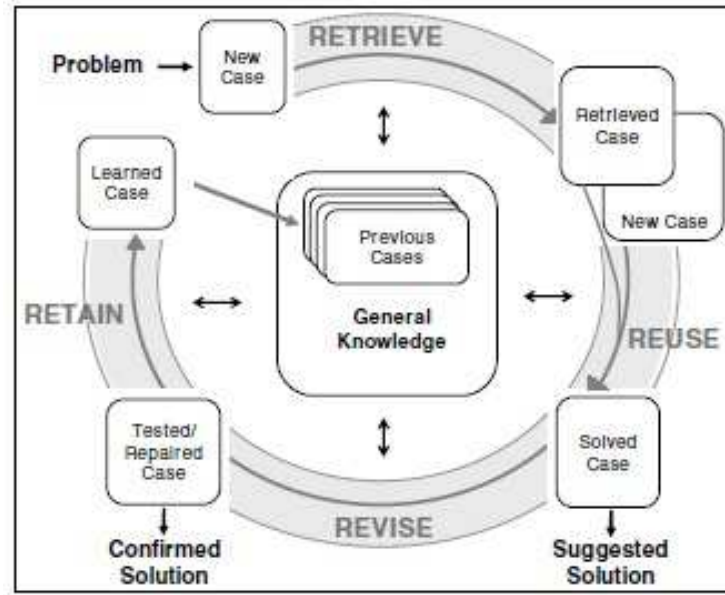 RETRIEVE
Problem
New
Case
Retrieved
Case
New Case
Learned
Case
Previous
Cases
General
Knowledge
RETAIN
REUSE
Tested/
Repaired
Case
Solved
Case
REVISE
Confirmed
Solution
Suggested
Solution